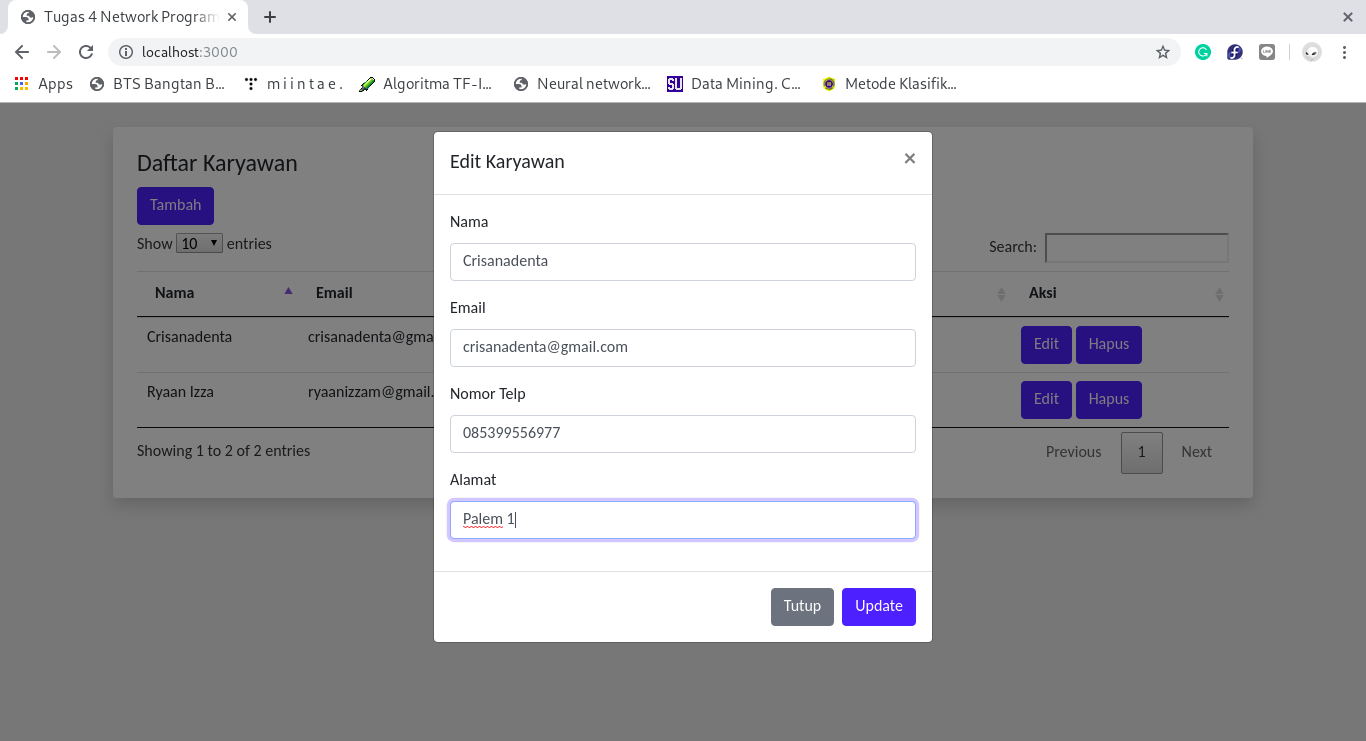 Tugas 4 Network Program
localhost:3000
Apps BTS Bangtan B... m i i n t a e . Algoritma TF-I... Neural network... SU Data Mining. C... Metode Klasifik...
Daftar Karyawan
Tambah
Show 10 entries
Search:
Nama Email Aksi
Crisanadenta crisanadenta@gma Edit Hapus
Ryaan Izza ryaanizzam@gmail. Edit Hapus
Showing 1 to 2 of 2 entries
Previous 1 Next
Edit Karyawan ×
Nama
Crisanadenta
Email
crisanadenta@gmail.com
Nomor Telp
085399556977
Alamat
Palem 1
Tutup Update